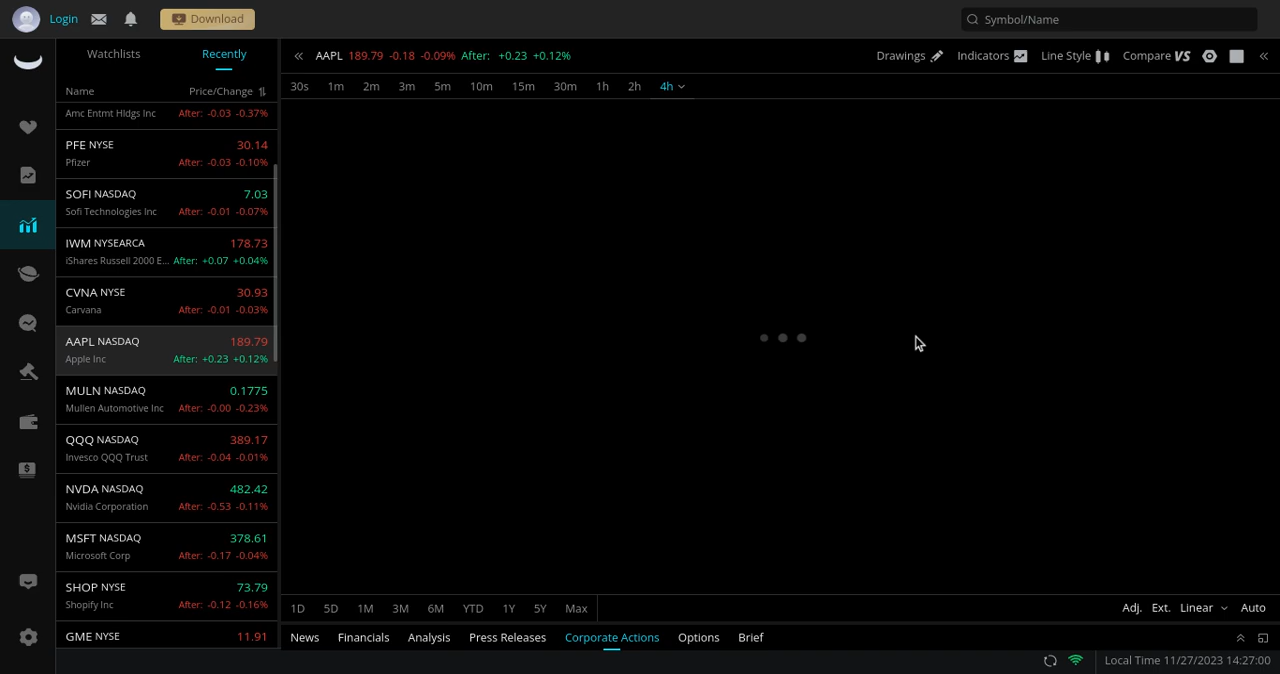 Login
Download
Symbol/Name
Watchlists
Recently
AAPL 189.79 -0.18 -0.09% After: +0.23 +0.12%
Drawings
Indicators
Line Style
Compare VS
Name
Price/Change
30s 1m 2m 3m 5m 10m 15m 30m 1h 2h 4h
Amc Entmt Hldgs Inc After: -0.03 -0.37%
PFE NYSE 30.14
Pfizer After: -0.03 -0.10%
SOFI NASDAQ 7.03
Sofi Technologies Inc After: -0.01 -0.07%
IWM NYSEARCA 178.73
iShares Russell 2000 E... After: +0.07 +0.04%
CVNA NYSE 30.93
Carvana After: -0.01 -0.03%
AAPL NASDAQ 189.79
Apple Inc After: +0.23 +0.12%
MULN NASDAQ 0.1775
Mullen Automotive Inc After: -0.00 -0.23%
QQQ NASDAQ 389.17
Invesco QQQ Trust After: -0.04 -0.01%
NVDA NASDAQ 482.42
Nvidia Corporation After: -0.53 -0.11%
MSFT NASDAQ 378.61
Microsoft Corp After: -0.17 -0.04%
SHOP NYSE 73.79
Shopify Inc After: -0.12 -0.16%
GME NYSE 11.91
1D 5D 1M 3M 6M YTD 1Y 5Y Max
Adj. Ext. Linear Auto
News Financials Analysis Press Releases Corporate Actions Options Brief
Local Time 11/27/2023 14:27:00